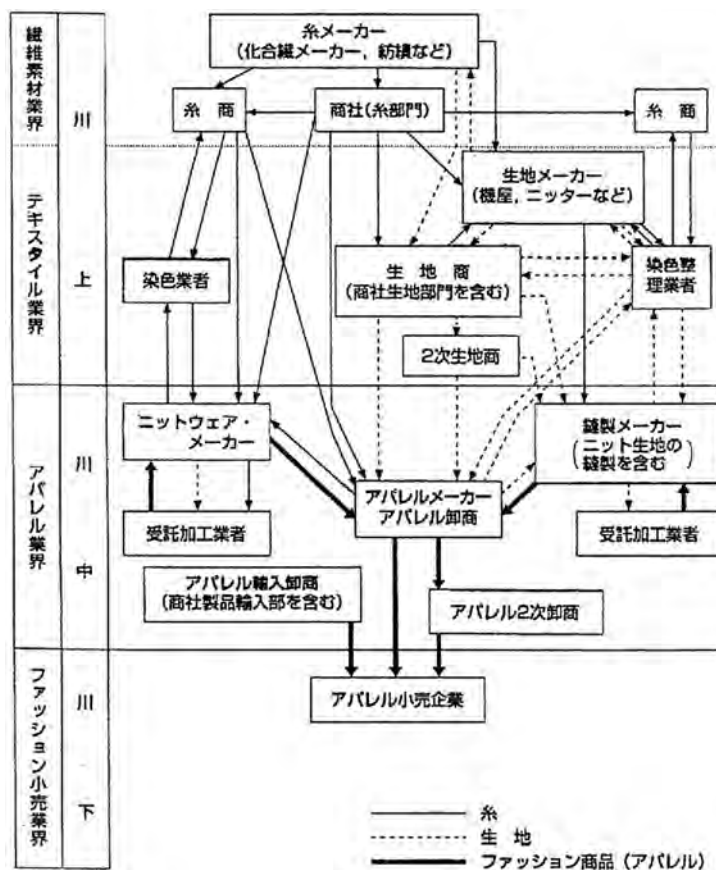 繊維素材業界
テキスタイル業界
アパレル業界
ファッション小売業界
川
上
川
中
川
下
糸メーカー
(化合繊メーカー，紡績など)
糸商
商社(糸部門)
糸商
生地メーカー
(機屋，ニッターなど)
染色業者
生地商
(商社生地部門を含む)
染色整
理業者
2次生地商
ニットウェア・
メーカー
縫製メーカー
(ニット生地の
縫製を含む)
アパレルメーカー
アパレル卸商
受託加工業者
受託加工業者
アパレル輸入卸商
(商社製品輸入部を含む)
アパレル2次卸商
アパレル小売企業
糸
生地
ファッション商品(アパレル)